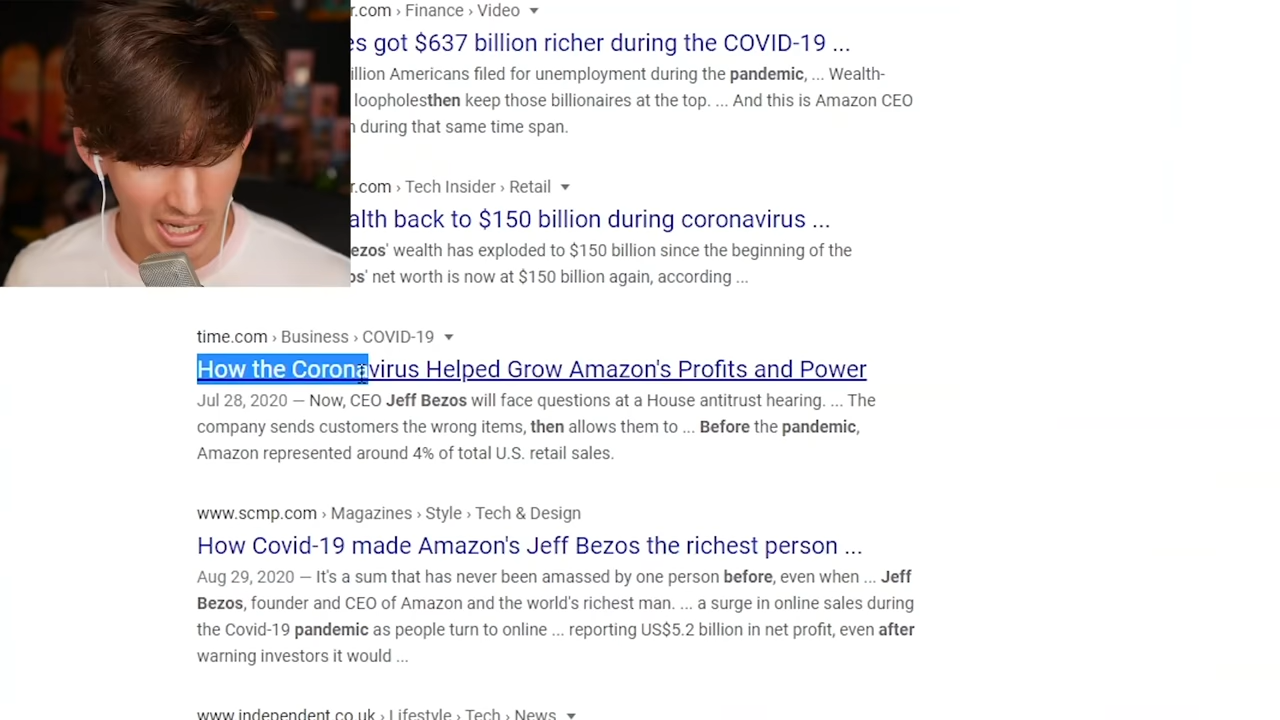 r.com › Finance › Video
es got $637 billion richer during the COVID-19 ...
illion Americans filed for unemployment during the pandemic, ... Wealth-
loopholesthen keep those billionaires at the top. ... And this is Amazon CEO
n during that same time span.
r.com › Tech Insider › Retail
alth back to $150 billion during coronavirus ...
ezos' wealth has exploded to $150 billion since the beginning of the
os' net worth is now at $150 billion again, according ...
time.com › Business › COVID-19
How the Coronavirus Helped Grow Amazon's Profits and Power
Jul 28, 2020 — Now, CEO Jeff Bezos will face questions at a House antitrust hearing. ... The
company sends customers the wrong items, then allows them to ... Before the pandemic,
Amazon represented around 4% of total U.S. retail sales.
www.scmp.com › Magazines › Style › Tech & Design
How Covid-19 made Amazon's Jeff Bezos the richest person ...
Aug 29, 2020 — It's a sum that has never been amassed by one person before, even when ... Jeff
Bezos, founder and CEO of Amazon and the world's richest man. ... a surge in online sales during
the Covid-19 pandemic as people turn to online ... reporting US$5.2 billion in net profit, even after
warning investors it would ...
www.independent.co.uk › Lifestyle › Tech › News